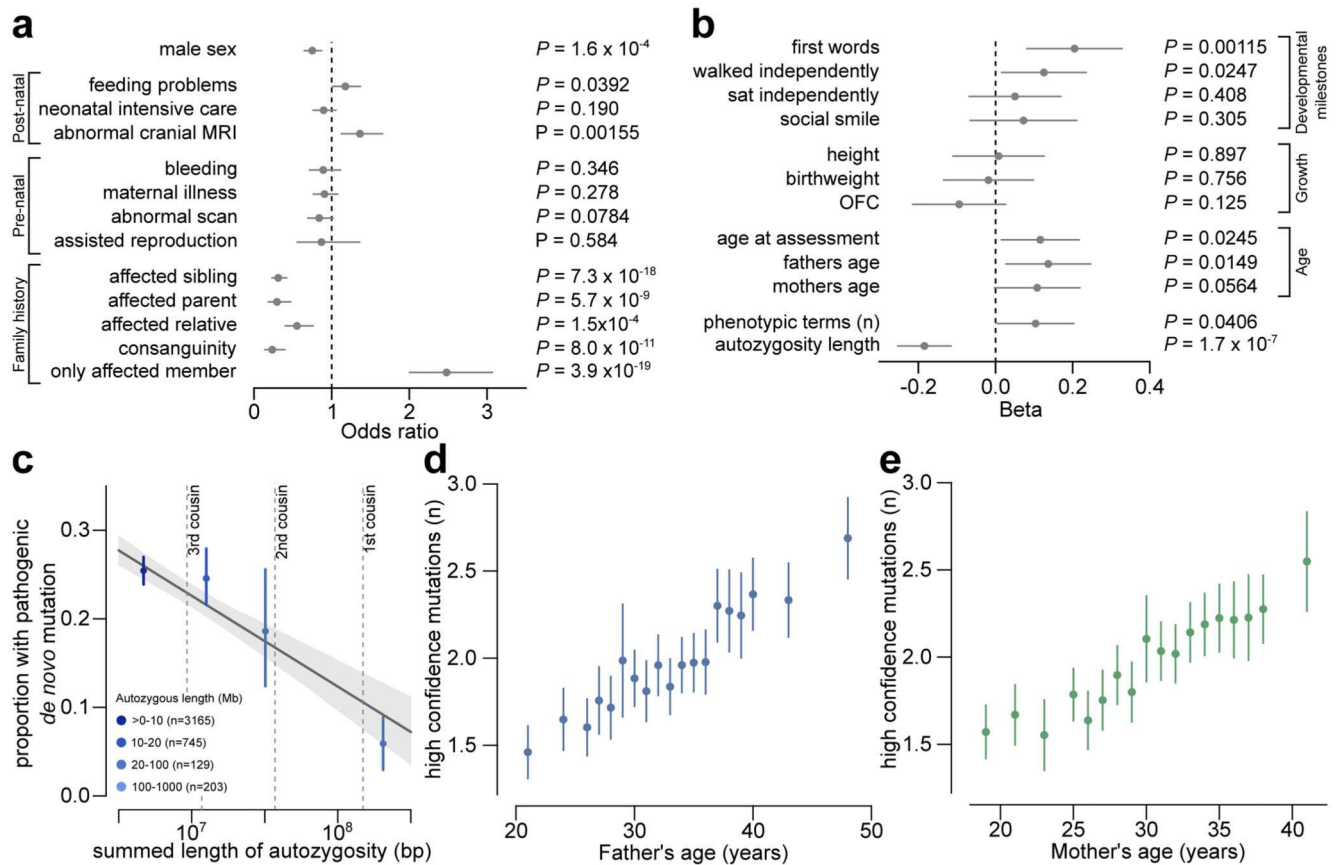 a
male sex P = 1.6 x 10⁻⁴
Post-natal
feeding problems P = 0.0392
neonatal intensive care P = 0.190
abnormal cranial MRI P = 0.00155
Pre-natal
bleeding P = 0.346
maternal illness P = 0.278
abnormal scan P = 0.0784
assisted reproduction P = 0.584
Family history
affected sibling P = 7.3 x 10⁻¹⁸
affected parent P = 5.7 x 10⁻⁹
affected relative P = 1.5x10⁻⁴
consanguinity P = 8.0 x 10⁻¹¹
only affected member P = 3.9 x10⁻¹⁹
0 1 2 3
Odds ratio
b
first words P = 0.00115
walked independently P = 0.0247
sat independently P = 0.408
social smile P = 0.305
Developmental
milestones
height P = 0.897
birthweight P = 0.756
OFC P = 0.125
Growth
age at assessment P = 0.0245
fathers age P = 0.0149
mothers age P = 0.0564
Age
phenotypic terms (n) P = 0.0406
autozygosity length P = 1.7 x 10⁻⁷
-0.2 0.0 0.2 0.4
Beta
c
proportion with pathogenic
de novo mutation
0.3
0.2
0.1
0.0
3rd cousin
2nd cousin
1st cousin
Autozygous length (Mb)
>0-10 (n=3165)
10-20 (n=745)
20-100 (n=129)
100-1000 (n=203)
10⁷ 10⁸
summed length of autozygosity (bp)
d
high confidence mutations (n)
3.0
2.5
2.0
1.5
20 30 40 50
Father's age (years)
e
high confidence mutations (n)
3.0
2.5
2.0
1.5
20 25 30 35 40
Mother's age (years)